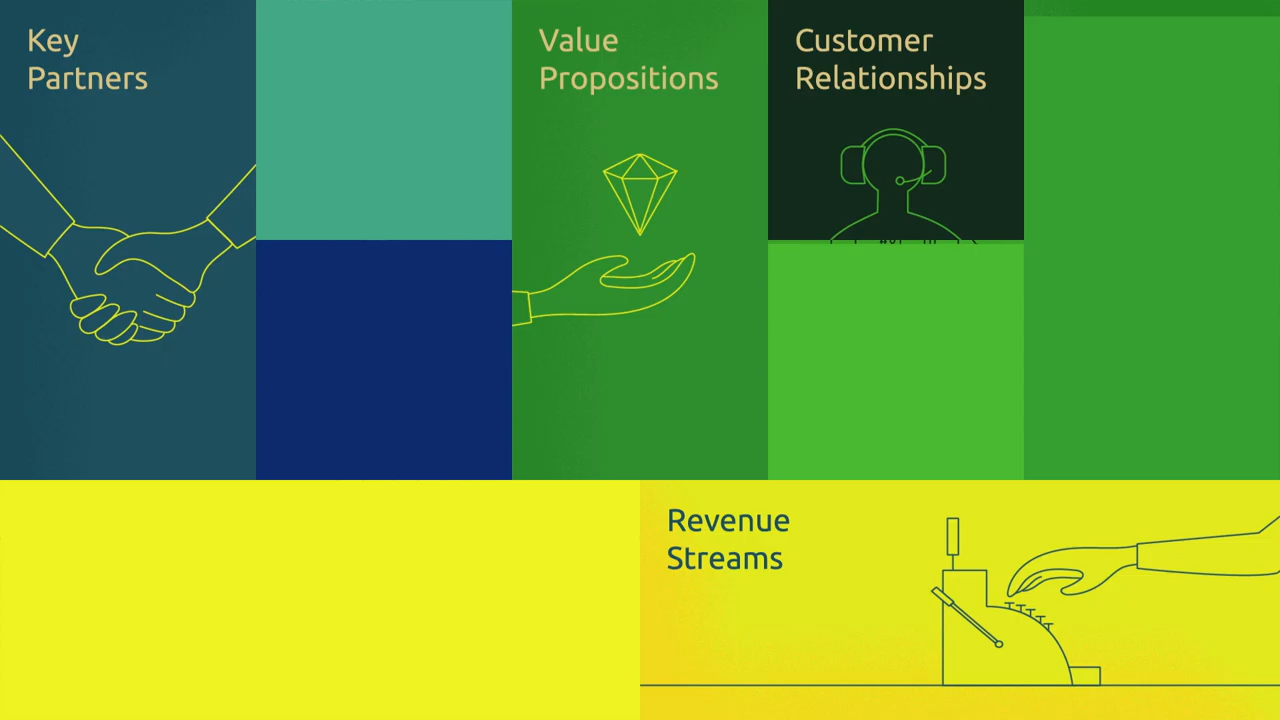 Key
Partners
Value
Propositions
Customer
Relationships
Revenue
Streams